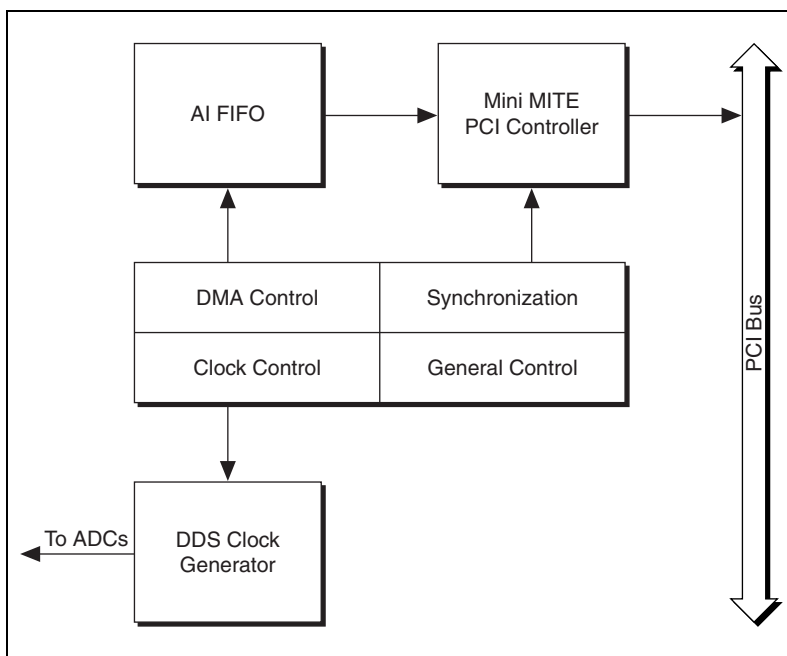 AI FIFO
Mini MITE
PCI Controller
DMA Control
Synchronization
Clock Control
General Control
PCI Bus
To ADCs
DDS Clock
Generator